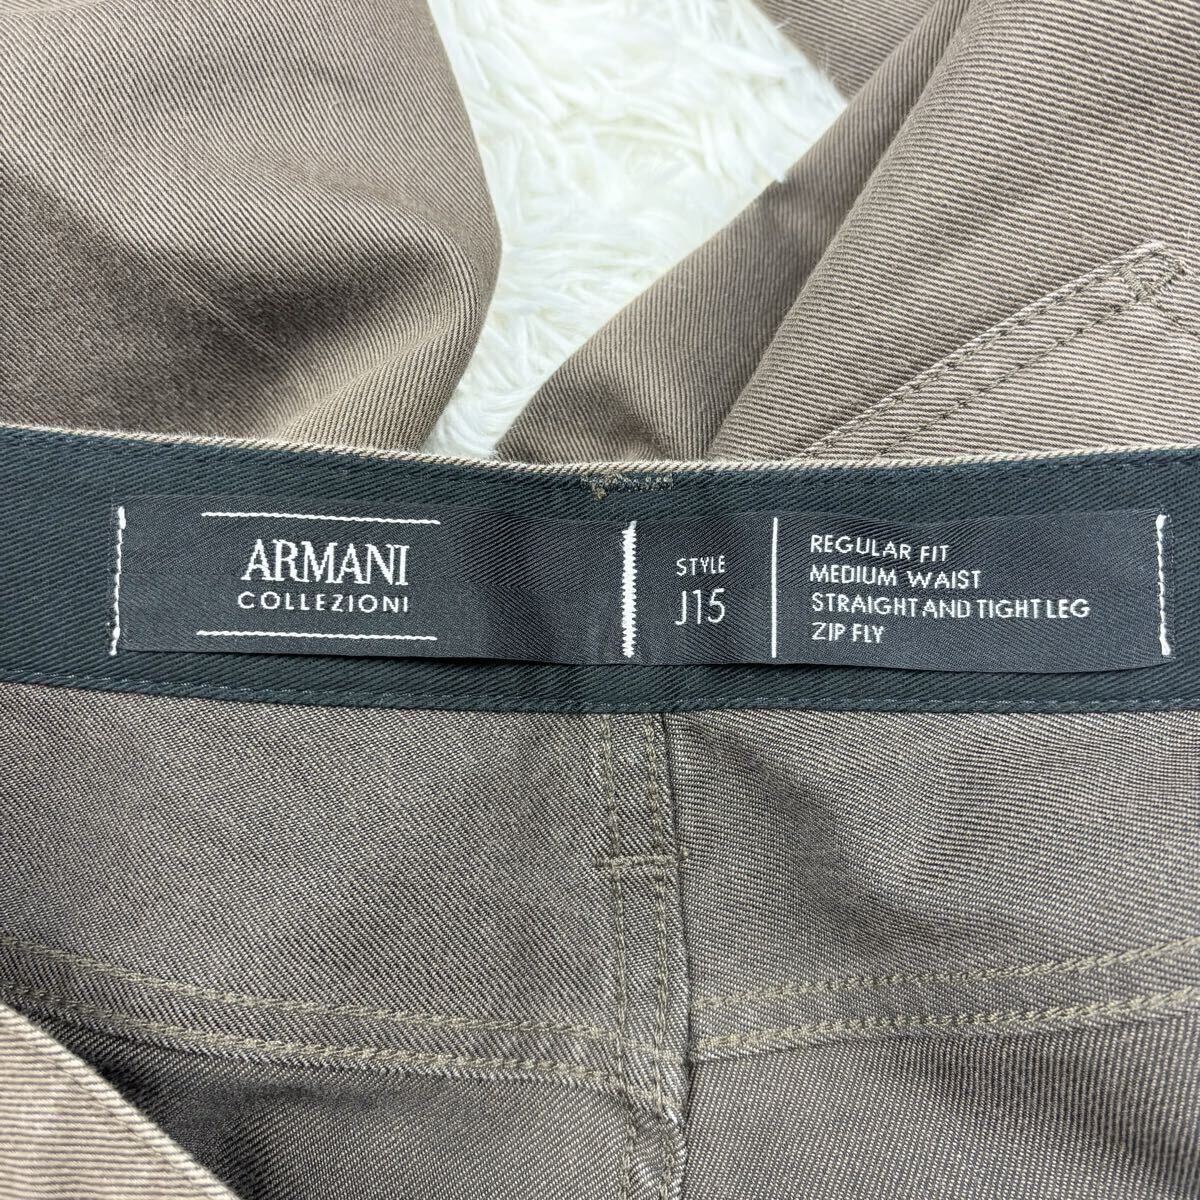 ARMANI
COLLEZIONI
STYLE
J15
REGULAR FIT
MEDIUM WAIST
STRAIGHT AND TIGHT LEG
ZIP FLY